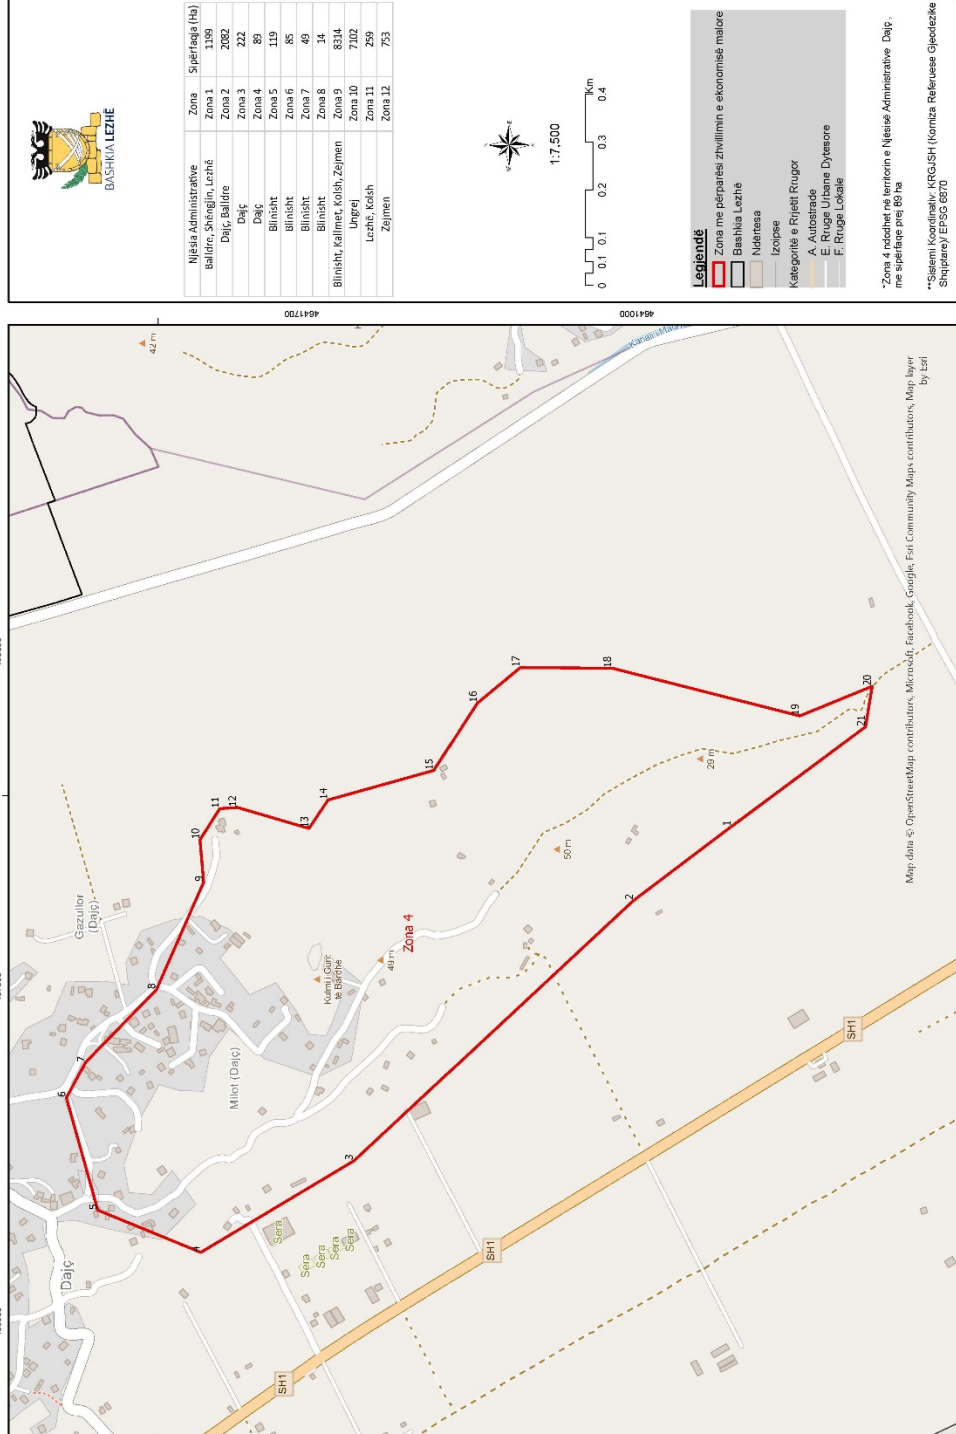 BASHKIA LEZHË
Njësia Administrative Zona Sipërfaqja (Ha)
Balldre, Shëngjin, Lezhë Zona 1 1199
Dajç, Balldre Zona 2 2082
Dajç Zona 3 222
Dajç Zona 4 89
Blinisht Zona 5 119
Blinisht Zona 6 85
Blinisht Zona 7 49
Blinisht Zona 8 14
Blinisht, Kallmet, Kolsh, Zejmen Zona 9 8314
Ungrej Zona 10 7102
Lezhë, Kolsh Zona 11 259
Zejmen Zona 12 753
1:7,500
0 0.1 0.1 0.2 0.3 0.4
Km
Legjendë
Zona me përparësi zhvillimin e ekonomisë malore
Bashkia Lezhë
Ndërtesa
Izoipse
Kategoritë e Rrjetit Rrugor
A. Autostrade
E. Rruge Urbane Dytesore
F. Rruge Lokale
*Zona 4 ndodhet në territorin e Njësisë Administrative Dajç ,
me sipërfaqe prej 89 ha
**Sistemi Koordinativ: KRGJSH (Korniza Referuese Gjeodezike
Shqiptare)/ EPSG 6870
4641700
4641000
42 m
Dajç
Gazullor
(Dajç)
Milot (Dajç)
Kulmi i Gurit
të Bardhë
49 m
Zona 4
50 m
29 m
Sera
Sera
Sera
Sera
Sera
SH1
SH1
SH1
1
2
3
4
5
6
7
8
9
10
11
12
13
14
15
16
17
18
19
20
21
Map data © OpenStreetMap contributors, Microsoft, Facebook, Google, Esri Community Maps contributors, Map layer
by Esri